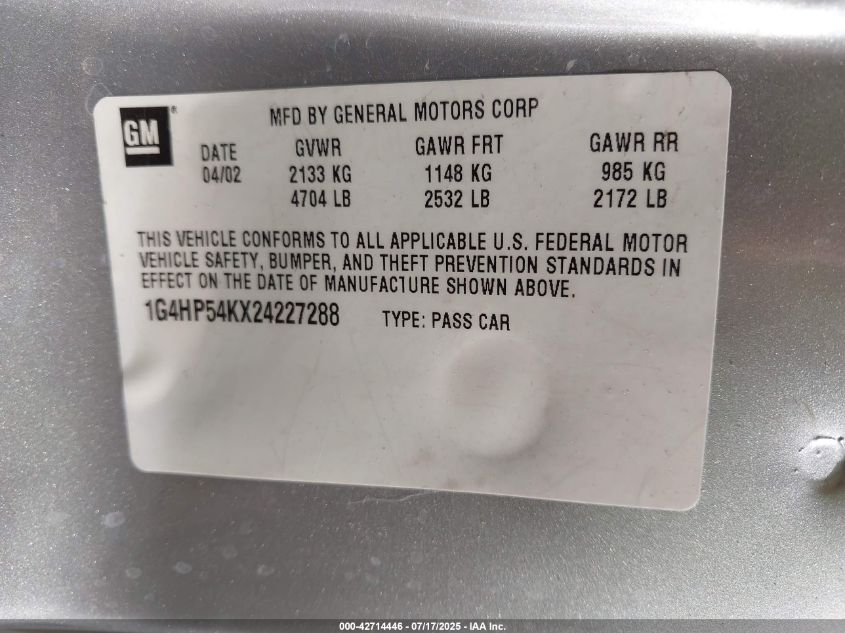 GM®
MFD BY GENERAL MOTORS CORP
DATE GVWR GAWR FRT GAWR RR
04/02 2133 KG 1148 KG 985 KG
4704 LB 2532 LB 2172 LB
THIS VEHICLE CONFORMS TO ALL APPLICABLE U.S. FEDERAL MOTOR
VEHICLE SAFETY, BUMPER, AND THEFT PREVENTION STANDARDS IN
EFFECT ON THE DATE OF MANUFACTURE SHOWN ABOVE.
1G4HP54KX24227288 TYPE: PASS CAR
000-42714446 - 07/17/2025 - IAA Inc.